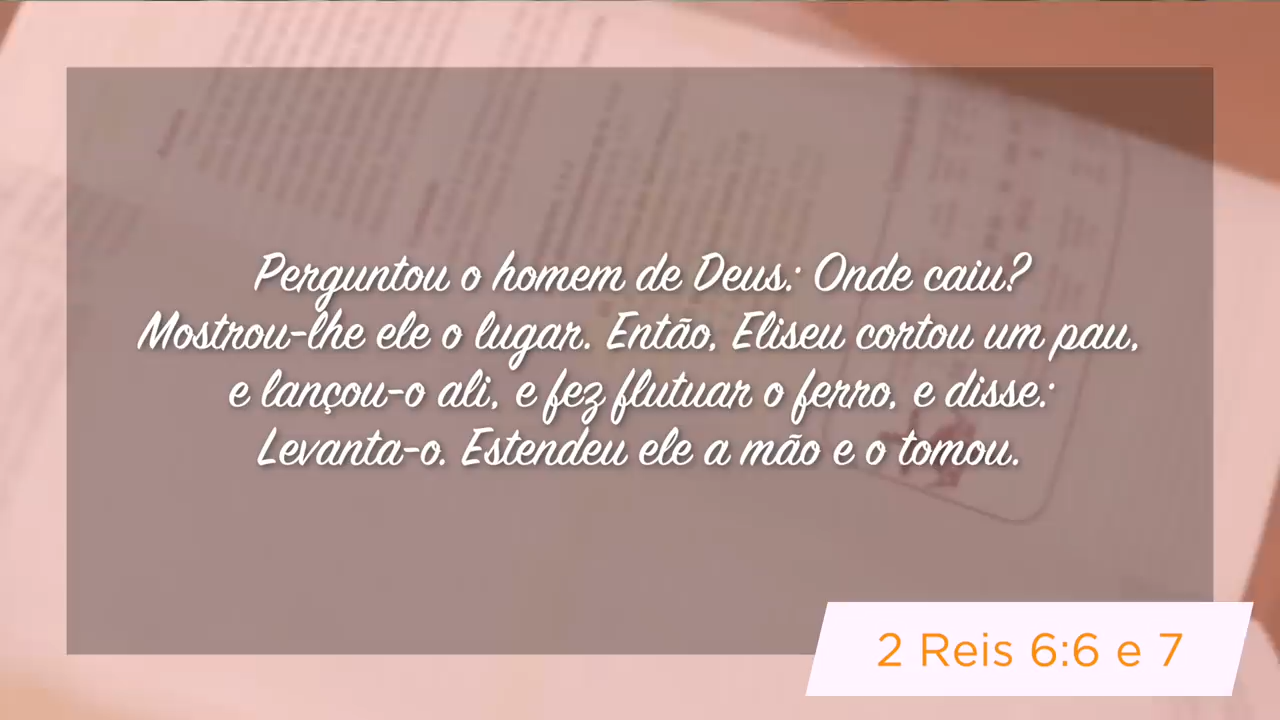 Perguntou o homem de Deus: Onde caiu?
Mostrou-lhe ele o lugar. Então, Eliseu cortou um pau,
e lançou-o ali, e fez flutuar o ferro, e disse:
Levanta-o. Estendeu ele a mão e o tomou.
2 Reis 6:6 e 7